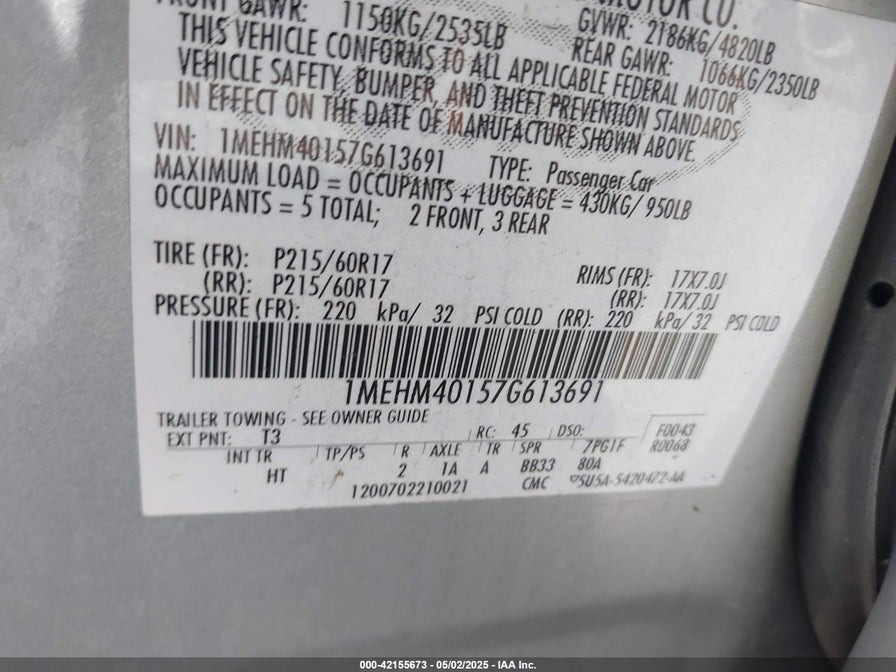 MOTOR CO.
FRONT GAWR: 1150KG/2535LB GVWR: 2186KG/4820LB
REAR GAWR: 1066KG/2350LB
THIS VEHICLE CONFORMS TO ALL APPLICABLE FEDERAL MOTOR
VEHICLE SAFETY, BUMPER, AND THEFT PREVENTION STANDARDS
IN EFFECT ON THE DATE OF MANUFACTURE SHOWN ABOVE.
VIN: 1MEHM40157G613691 TYPE: Passenger Car
MAXIMUM LOAD = OCCUPANTS + LUGGAGE = 430KG/ 950LB
OCCUPANTS = 5 TOTAL; 2 FRONT, 3 REAR
TIRE (FR): P215/60R17 RIMS (FR): 17X7.0J
(RR): P215/60R17 (RR): 17X7.0J
PRESSURE (FR): 220 kPa/ 32 PSI COLD (RR): 220 kPa/ 32 PSI COLD
1MEHM40157G613691
TRAILER TOWING - SEE OWNER GUIDE
EXT PNT: T3 RC: 45 DSO: F0043
INT TR TP/PS R AXLE TR SPR 7PG1F R0068
HT 2 1A A BB33 80A
1200702210021 CMC 5U5A-5420472-AA
000-42155673 - 05/02/2025 - IAA Inc.